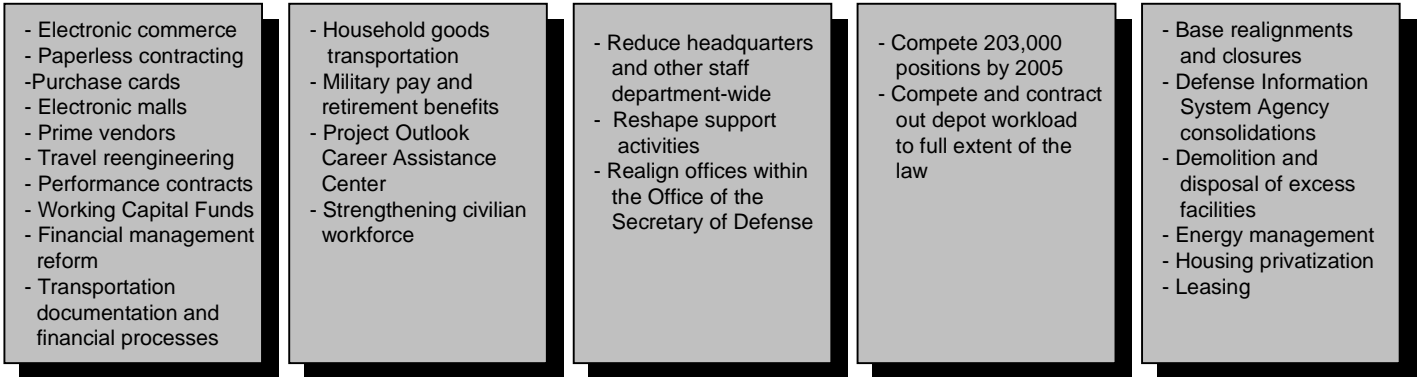 - Electronic commerce
- Paperless contracting
-Purchase cards
- Electronic malls
- Prime vendors
- Travel reengineering
- Performance contracts
- Working Capital Funds
- Financial management
reform
- Transportation
documentation and
financial processes
- Household goods
transportation
- Military pay and
retirement benefits
- Project Outlook
Career Assistance
Center
- Strengthening civilian
workforce
- Reduce headquarters
and other staff
department-wide
- Reshape support
activities
- Realign offices within
the Office of the
Secretary of Defense
- Compete 203,000
positions by 2005
- Compete and contract
out depot workload
to full extent of the
law
- Base realignments
and closures
- Defense Information
System Agency
consolidations
- Demolition and
disposal of excess
facilities
- Energy management
- Housing privatization
- Leasing